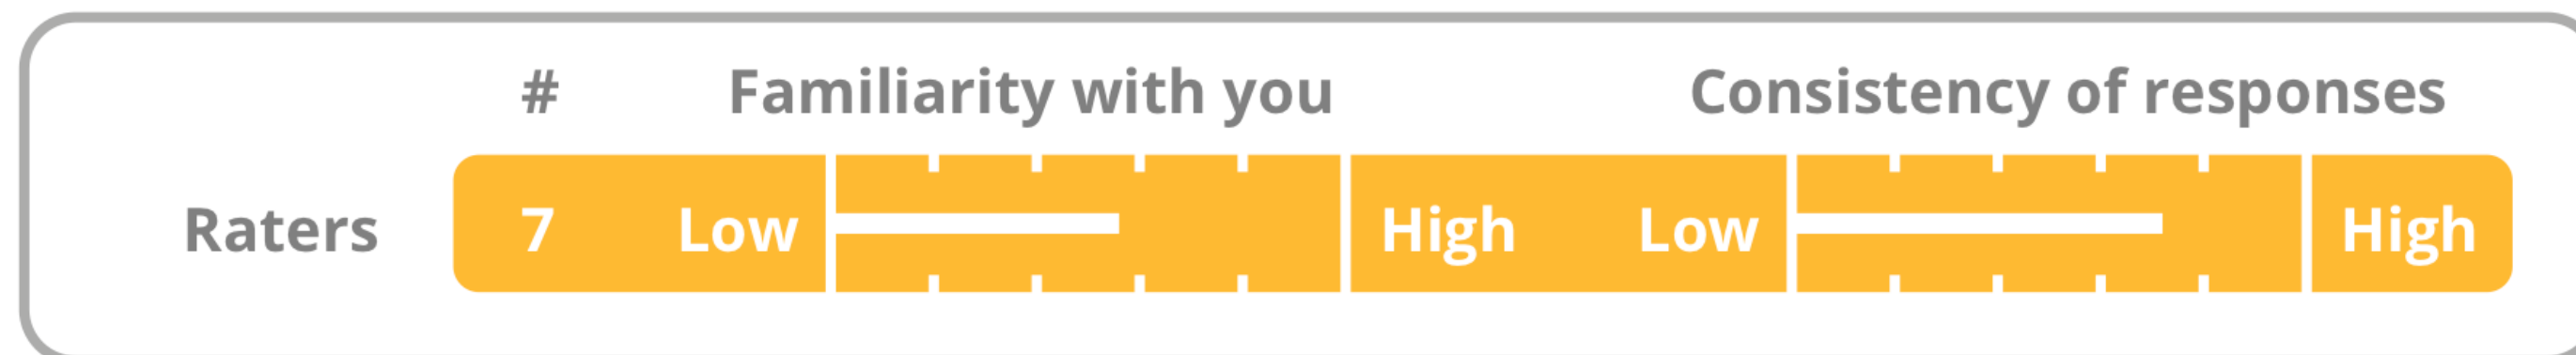 # Familiarity with you Consistency of responses
Raters 7 Low High Low High